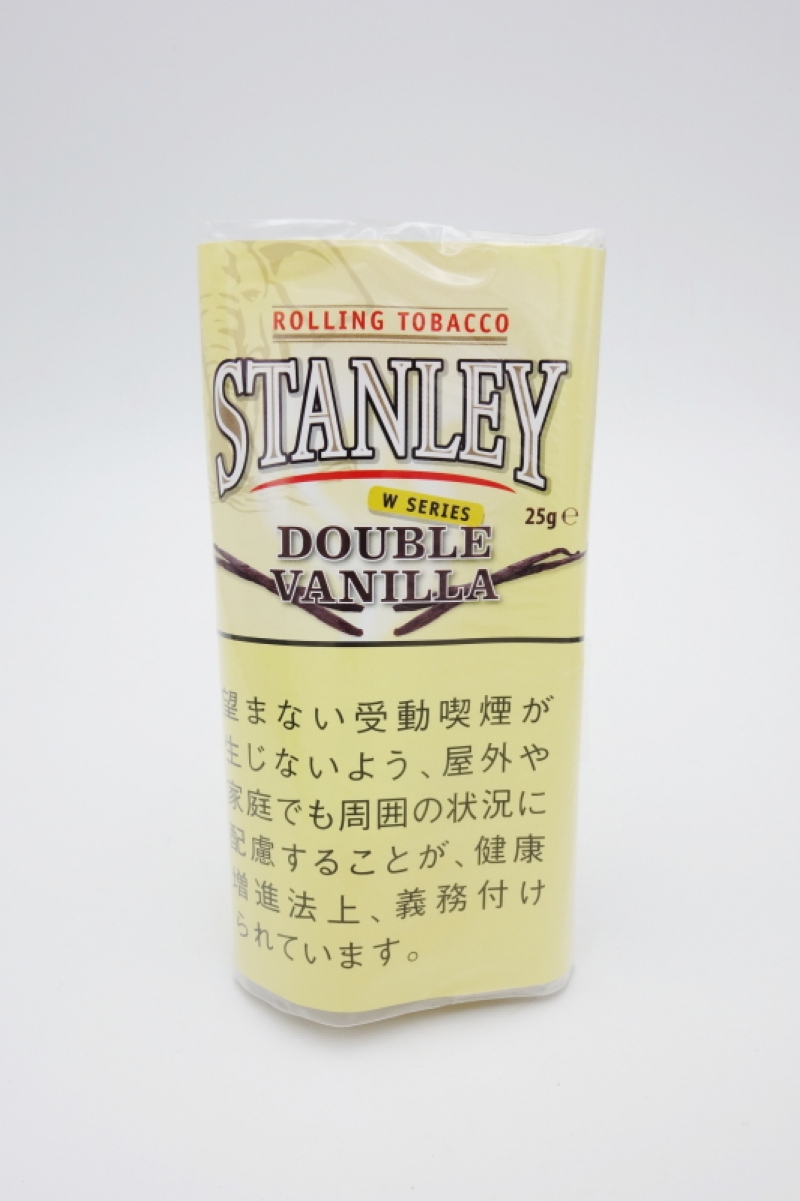 ROLLING TOBACCO
STANLEY
W SERIES
25g ℮
DOUBLE
VANILLA
望まない受動喫煙が
生じないよう、屋外や
家庭でも周囲の状況に
配慮することが、健康
増進法上、義務付け
られています。